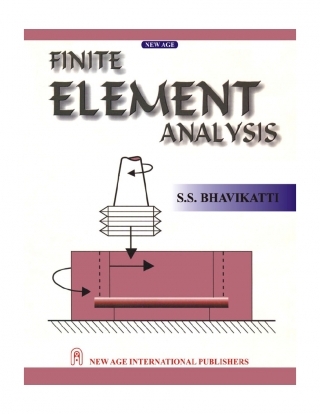 NEW AGE
FINITE
ELEMENT
ANALYSIS
S.S. BHAVIKATTI
NEW AGE INTERNATIONAL PUBLISHERS